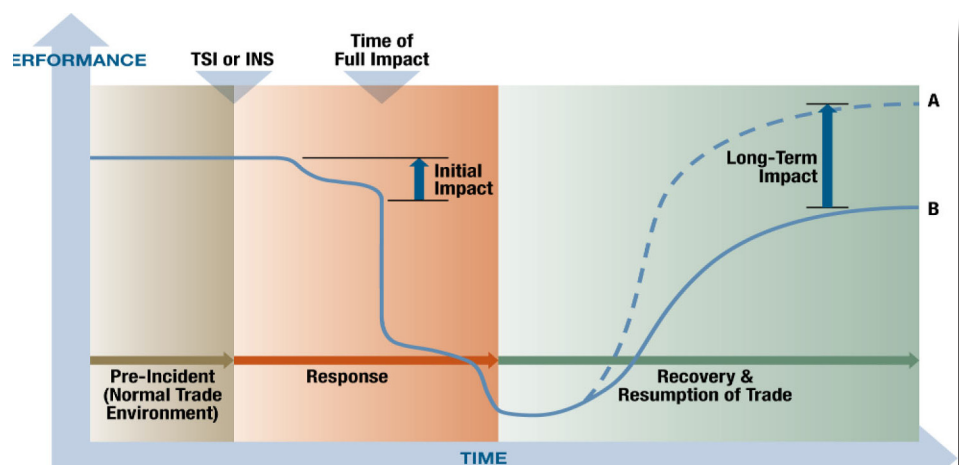 ERFORMANCE
TSI or INS
Time of
Full Impact
A
Initial
Impact
Long-Term
Impact
B
Pre-Incident
(Normal Trade
Environment)
Response
Recovery &
Resumption of Trade
TIME